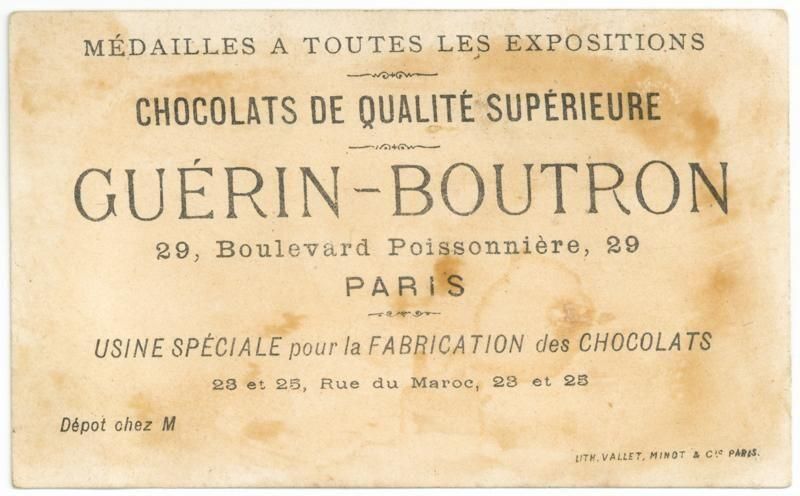 MÉDAILLES A TOUTES LES EXPOSITIONS
CHOCOLATS DE QUALITÉ SUPÉRIEURE
GUÉRIN-BOUTRON
29, Boulevard Poissonnière, 29
PARIS
USINE SPÉCIALE pour la FABRICATION des CHOCOLATS
23 et 25, Rue du Maroc, 23 et 25
Dépot chez M
LITH. VALLET, MINOT & Cie PARIS.